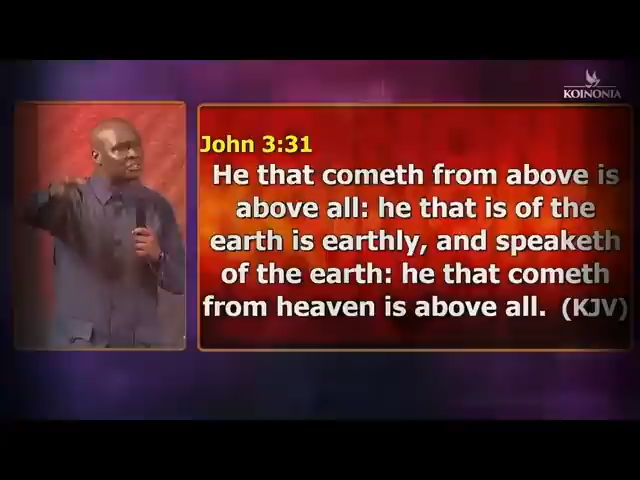 KOINONIA
John 3:31
He that cometh from above is
above all: he that is of the
earth is earthly, and speaketh
of the earth: he that cometh
from heaven is above all. (KJV)